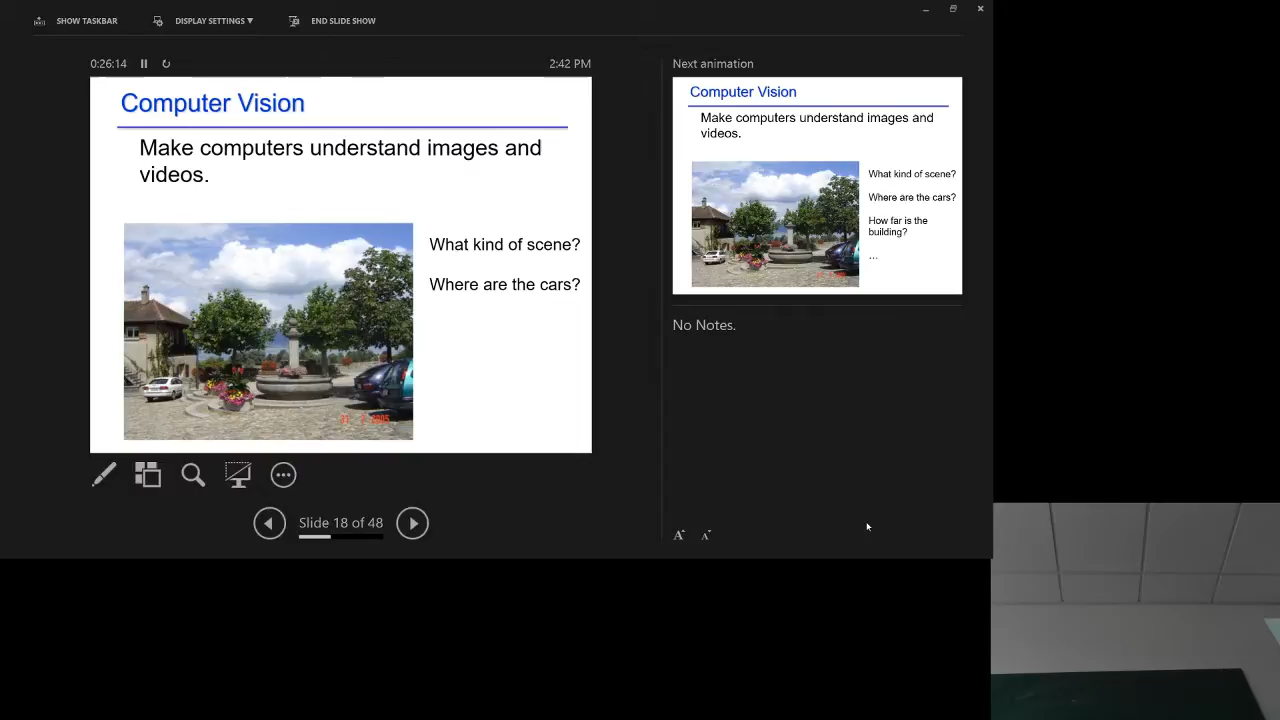 SHOW TASKBAR
DISPLAY SETTINGS ▼
END SLIDE SHOW
0:26:14
2:42 PM
Computer Vision
Make computers understand images and
videos.
What kind of scene?
Where are the cars?
Slide 18 of 48
Next animation
Computer Vision
Make computers understand images and
videos.
What kind of scene?
Where are the cars?
How far is the
building?
...
No Notes.
A A